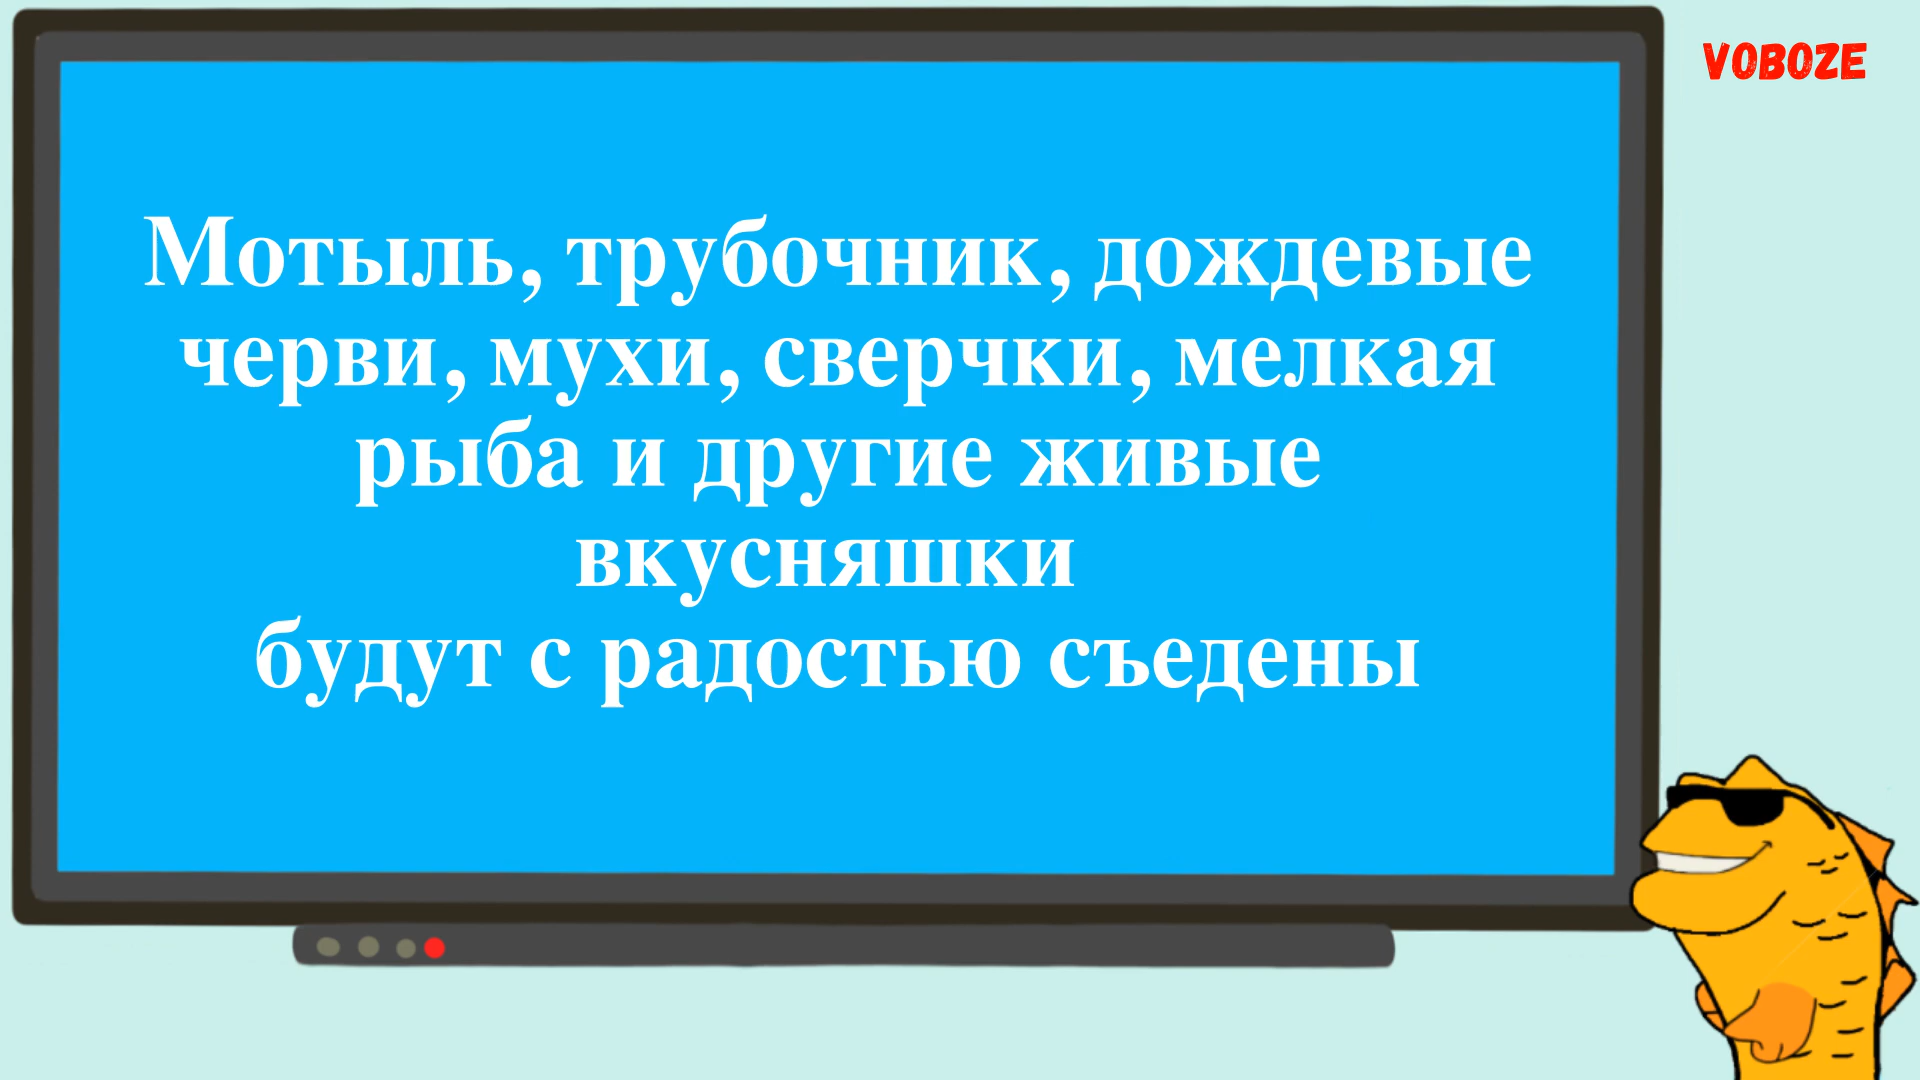 VOBOZE
Мотыль, трубочник, дождевые
черви, мухи, сверчки, мелкая
рыба и другие живые
вкусняшки
будут с радостью съедены